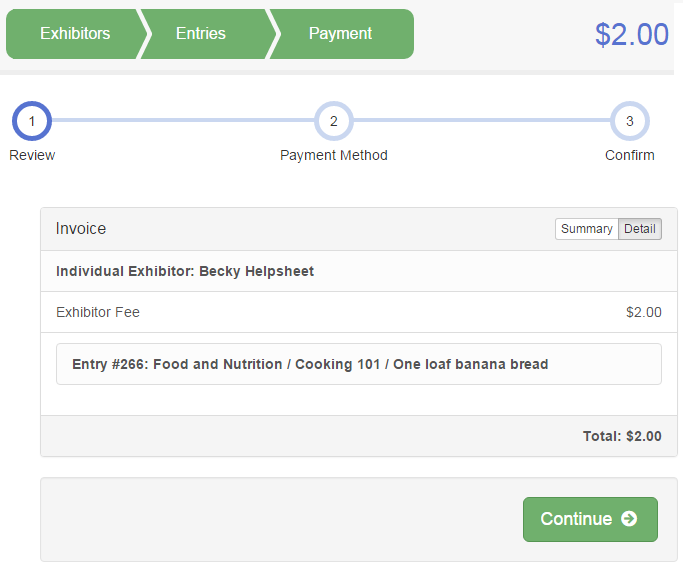 Exhibitors Entries Payment $2.00
1 2 3
Review Payment Method Confirm
Invoice Summary Detail
Individual Exhibitor: Becky Helpsheet
Exhibitor Fee $2.00
Entry #266: Food and Nutrition / Cooking 101 / One loaf banana bread
Total: $2.00
Continue